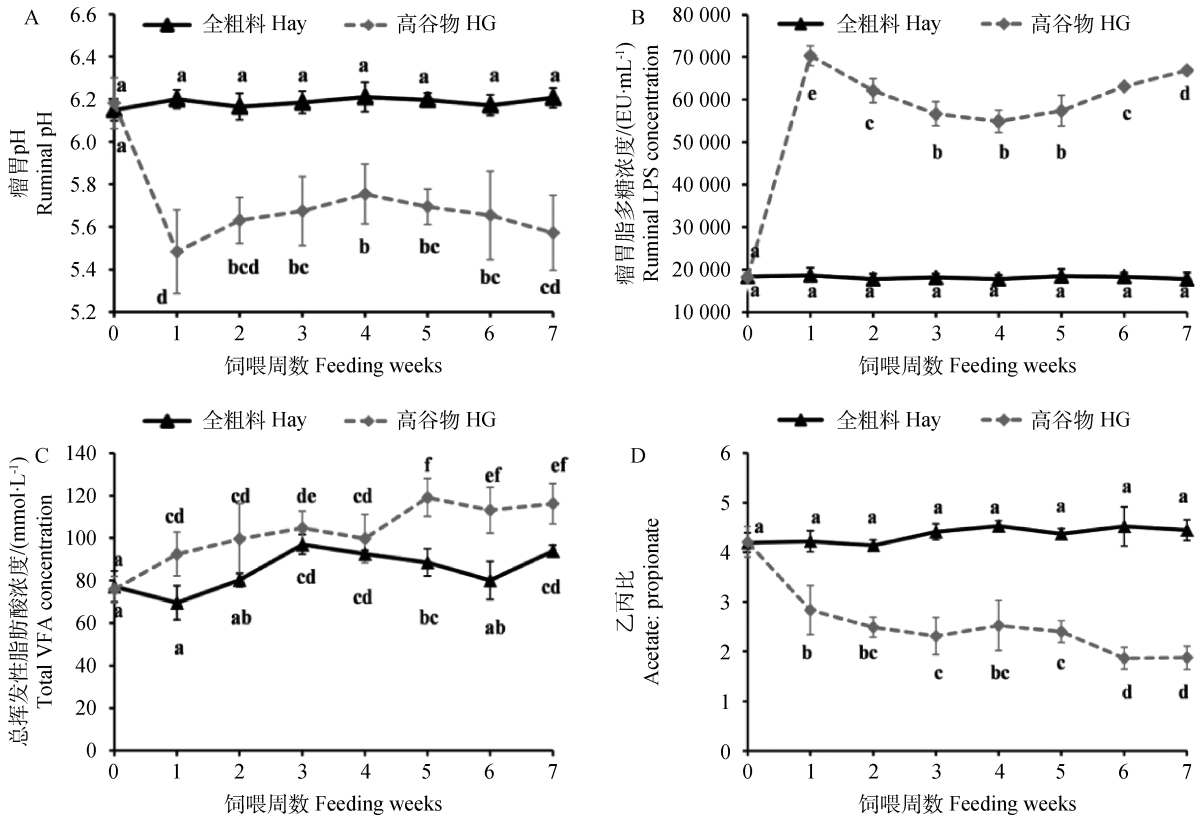 A
全粗料 Hay 高谷物 HG
瘤胃pH
Ruminal pH
6.6
6.4
6.2
6.0
5.8
5.6
5.4
5.2
a a a a a a a a
a
d bcd bc b bc bc cd
0 1 2 3 4 5 6 7
饲喂周数 Feeding weeks
B
全粗料 Hay 高谷物 HG
瘤胃脂多糖浓度/(EU·mL-1)
Ruminal LPS concentration
80 000
70 000
60 000
50 000
40 000
30 000
20 000
10 000
a e c b b b c d
a a a a a a a a
0 1 2 3 4 5 6 7
饲喂周数 Feeding weeks
C
全粗料 Hay 高谷物 HG
总挥发性脂肪酸浓度/(mmol·L-1)
Total VFA concentration
140
120
100
80
60
40
20
0
a cd cd de cd f ef ef
a a ab cd cd bc ab cd
0 1 2 3 4 5 6 7
饲喂周数 Feeding weeks
D
全粗料 Hay 高谷物 HG
乙丙比
Acetate: propionate
6
5
4
3
2
1
0
a a a a a a a a
b bc c bc c d d
0 1 2 3 4 5 6 7
饲喂周数 Feeding weeks